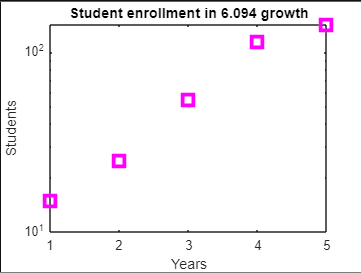 Student enrollment in 6.094 growth
10²
Students
10¹
1 2 3 4 5
Years